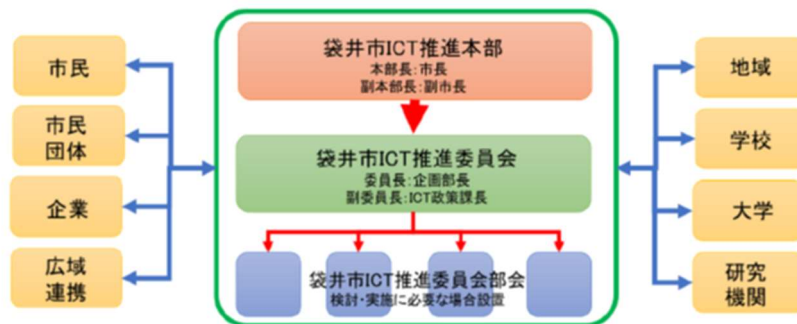 袋井市ICT推進本部
本部長:市長
副本部長:副市長
袋井市ICT推進委員会
委員長:企画部長
副委員長:ICT政策課長
袋井市ICT推進委員会部会
検討・実施に必要な場合設置
市民
市民
団体
企業
広域
連携
地域
学校
大学
研究
機関